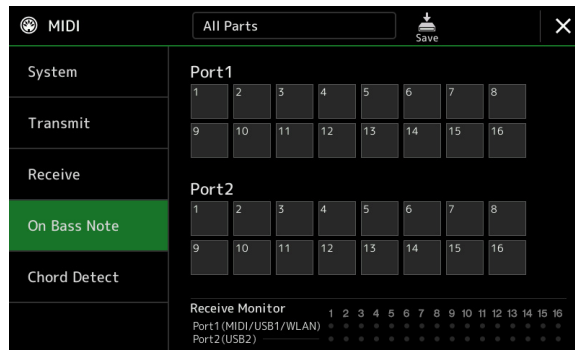 MIDI
All Parts
Save
System
Transmit
Receive
On Bass Note
Chord Detect
Port1
1 2 3 4 5 6 7 8
9 10 11 12 13 14 15 16
Port2
1 2 3 4 5 6 7 8
9 10 11 12 13 14 15 16
Receive Monitor 1 2 3 4 5 6 7 8 9 10 11 12 13 14 15 16
Port1(MIDI/USB1/WLAN)
Port2(USB2)